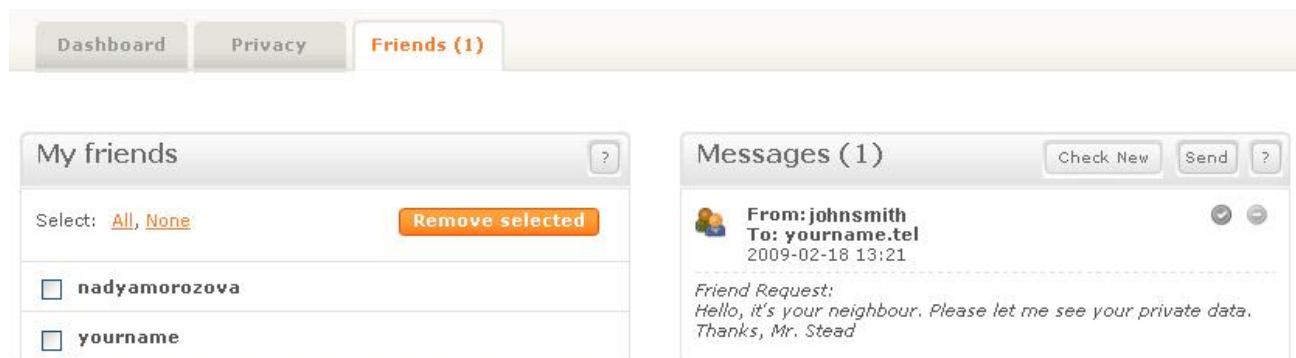 Dashboard Privacy Friends (1)
My friends ?
Select: All, None Remove selected
nadyamorozova
yourname
Messages (1) Check New Send ?
From: johnsmith
To: yourname.tel
2009-02-18 13:21
Friend Request:
Hello, it's your neighbour. Please let me see your private data.
Thanks, Mr. Stead